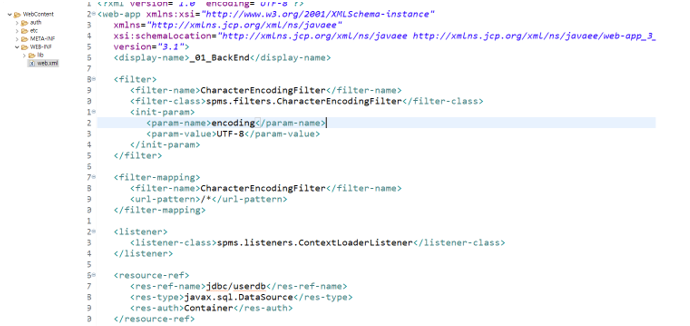 WebContent
auth
etc
META-INF
WEB-INF
lib
web.xml
<?xml version="1.0" encoding="UTF-8"?>
2 <web-app xmlns:xsi="http://www.w3.org/2001/XMLSchema-instance"
3 xmlns="http://xmlns.jcp.org/xml/ns/javaee"
4 xsi:schemaLocation="http://xmlns.jcp.org/xml/ns/javaee http://xmlns.jcp.org/xml/ns/javaee/web-app_3_
5 version="3.1">
6 <display-name>_01_BackEnd</display-name>
7
8 <filter>
9 <filter-name>CharacterEncodingFilter</filter-name>
0 <filter-class>spms.filters.CharacterEncodingFilter</filter-class>
1 <init-param>
2 <param-name>encoding</param-name>
3 <param-value>UTF-8</param-value>
4 </init-param>
5 </filter>
6
7 <filter-mapping>
8 <filter-name>CharacterEncodingFilter</filter-name>
9 <url-pattern>/*</url-pattern>
0 </filter-mapping>
1
2 <listener>
3 <listener-class>spms.listeners.ContextLoaderListener</listener-class>
4 </listener>
5
6 <resource-ref>
7 <res-ref-name>jdbc/userdb</res-ref-name>
8 <res-type>javax.sql.DataSource</res-type>
9 <res-auth>Container</res-auth>
0 </resource-ref>